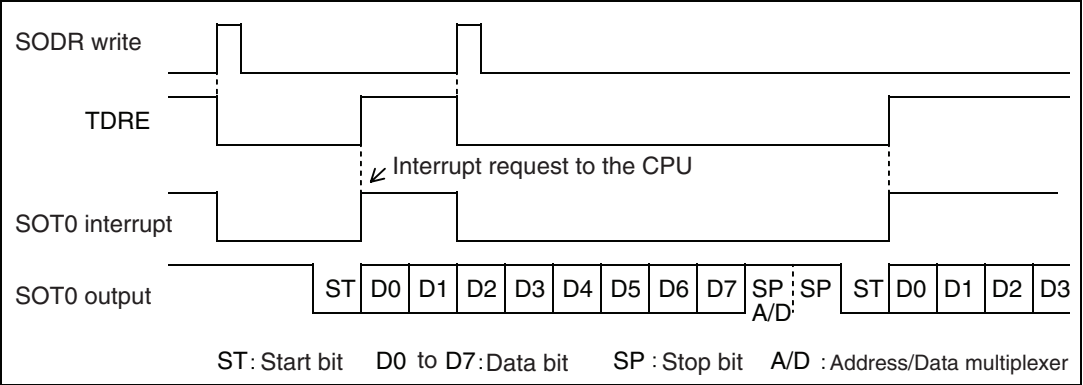 SODR write
TDRE
Interrupt request to the CPU
SOT0 interrupt
SOT0 output
ST D0 D1 D2 D3 D4 D5 D6 D7 SP SP ST D0 D1 D2 D3
A/D
ST: Start bit D0 to D7: Data bit SP : Stop bit A/D : Address/Data multiplexer